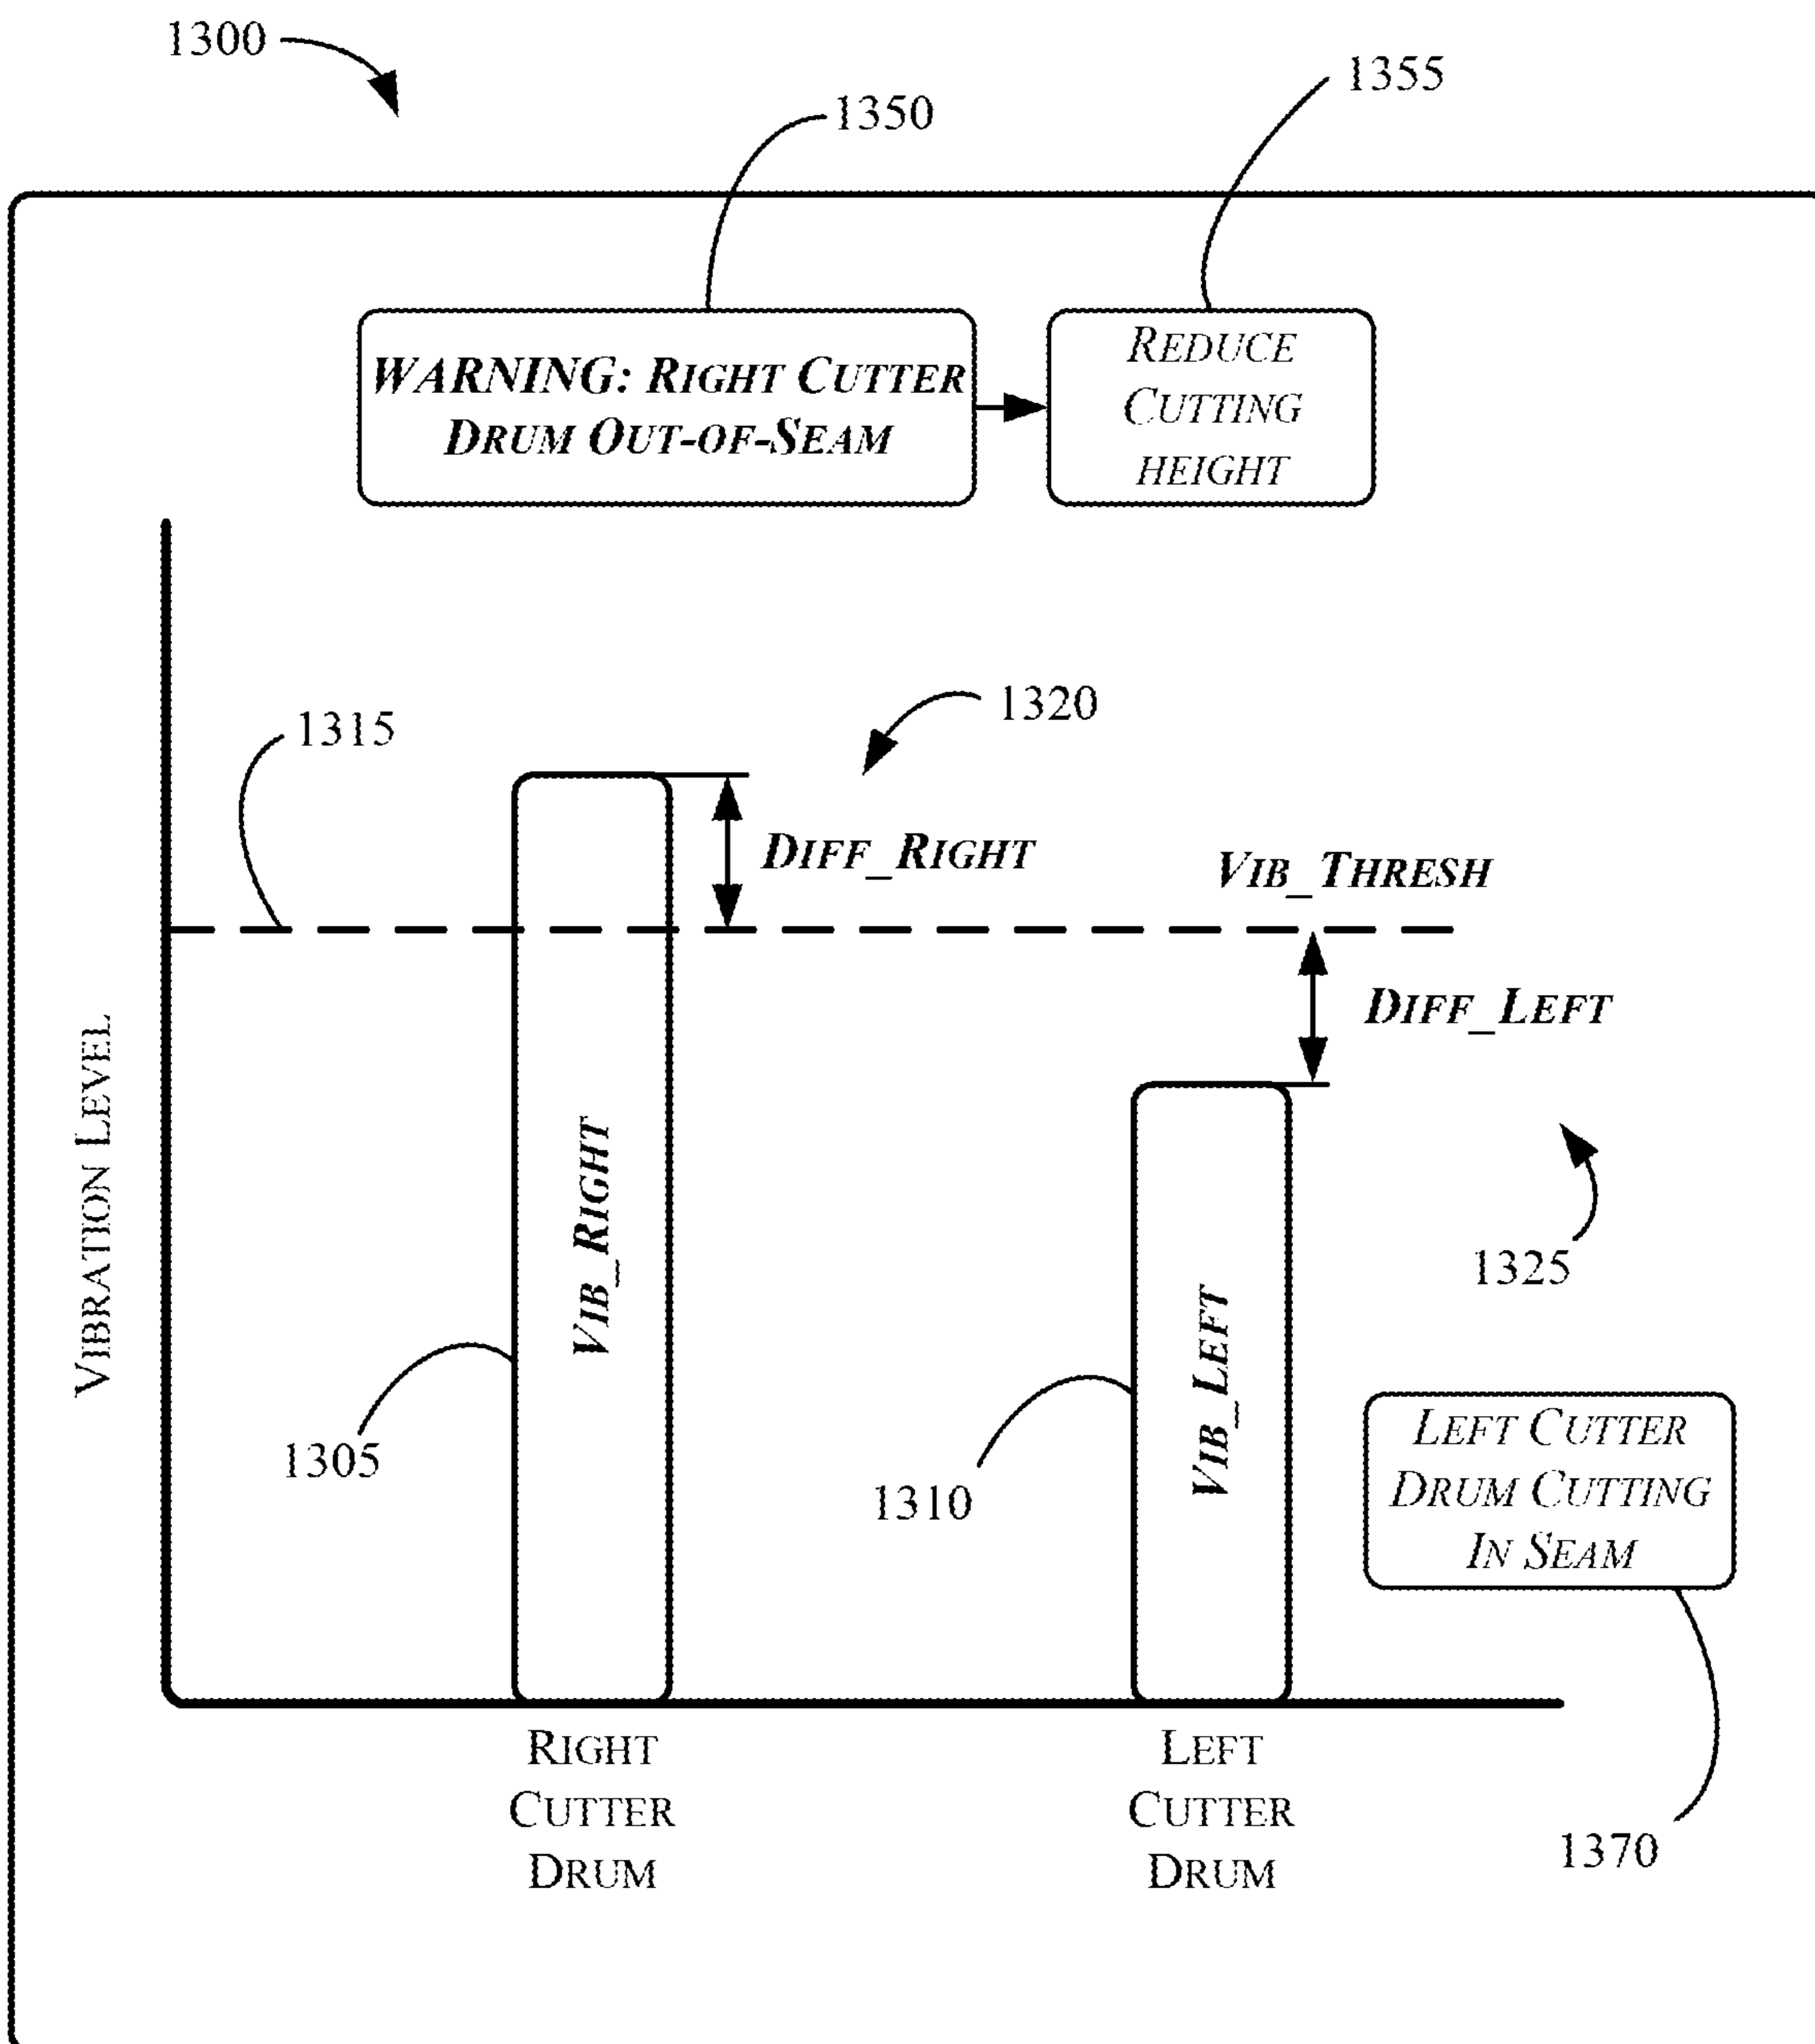 1300
1350
1355
WARNING: RIGHT CUTTER
DRUM OUT-OF-SEAM
REDUCE
CUTTING
HEIGHT
1320
1315
DIFF_RIGHT
VIB_THRESH
DIFF_LEFT
VIBRATION LEVEL
VIB_RIGHT
VIB_LEFT
1325
1305
1310
LEFT CUTTER
DRUM CUTTING
IN SEAM
1370
RIGHT
CUTTER
DRUM
LEFT
CUTTER
DRUM